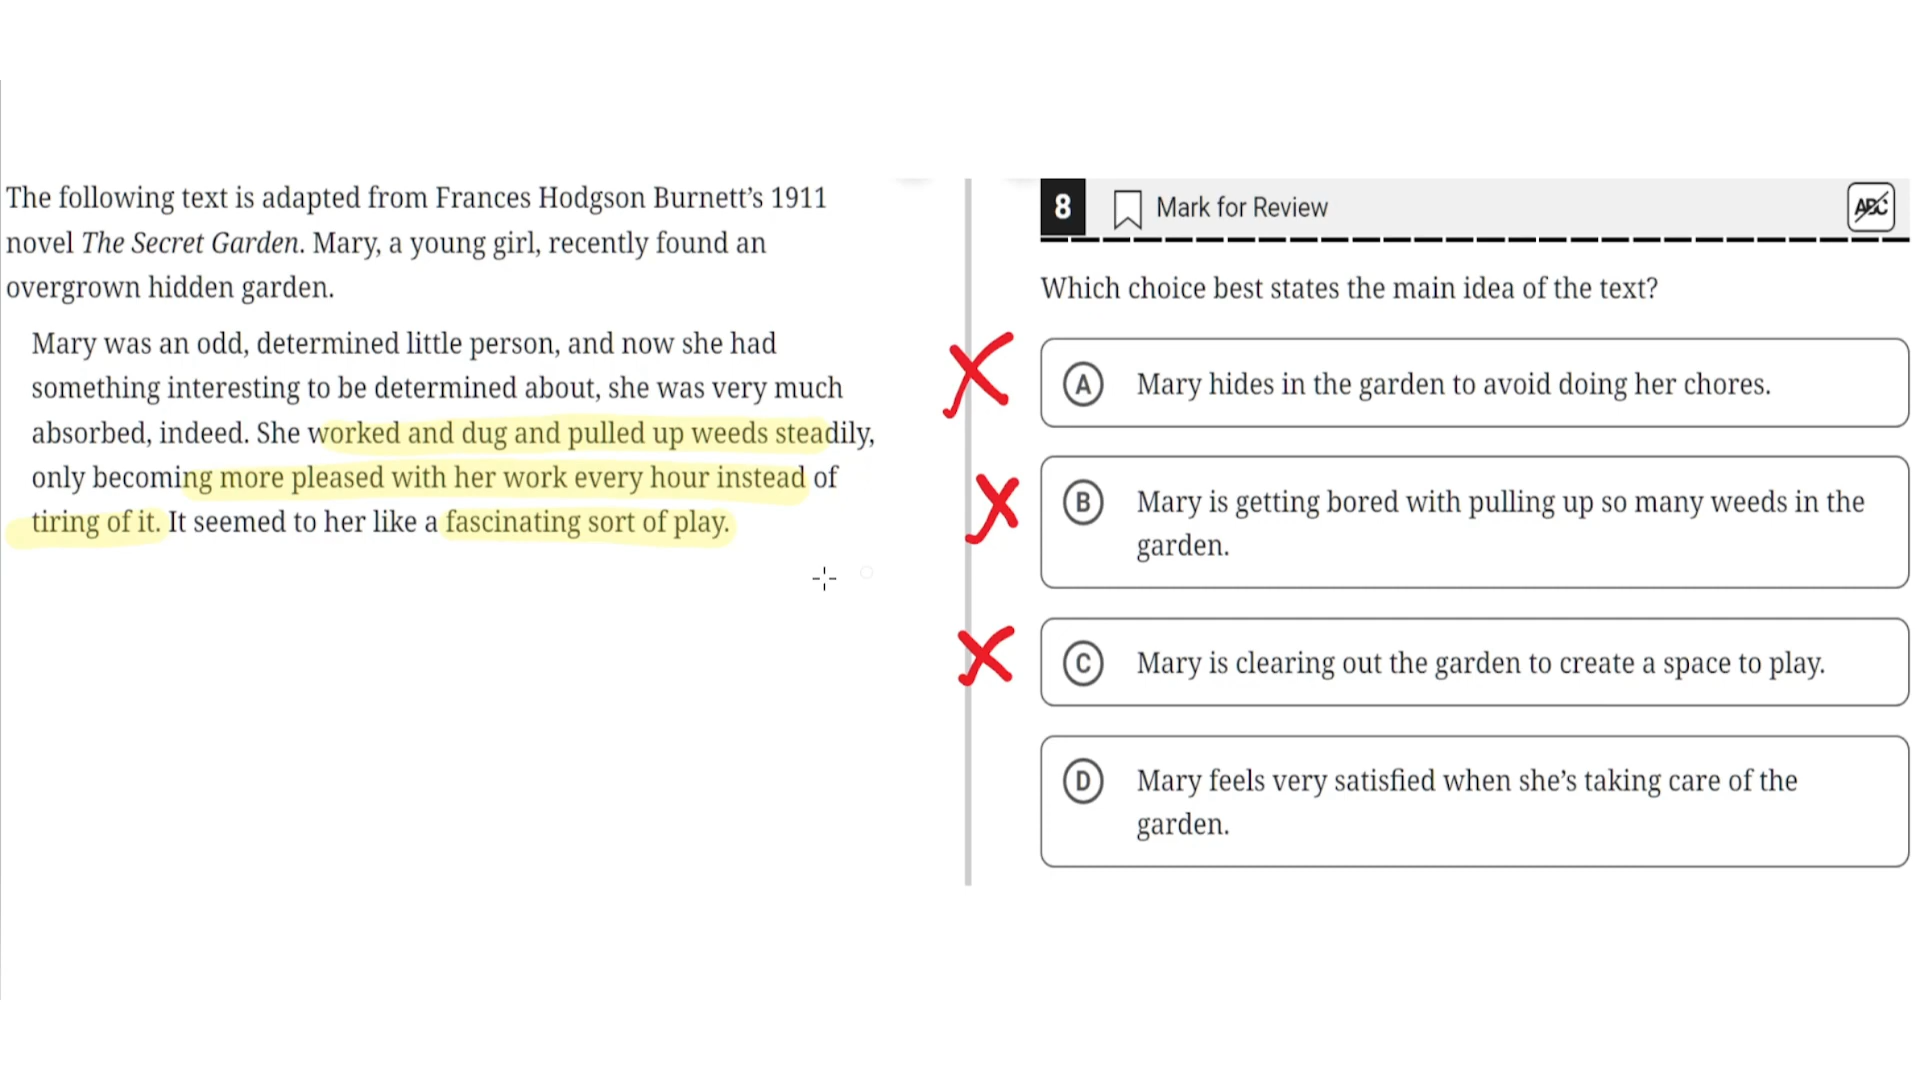 The following text is adapted from Frances Hodgson Burnett’s 1911
novel The Secret Garden. Mary, a young girl, recently found an
overgrown hidden garden.
Mary was an odd, determined little person, and now she had
something interesting to be determined about, she was very much
absorbed, indeed. She worked and dug and pulled up weeds steadily,
only becoming more pleased with her work every hour instead of
tiring of it. It seemed to her like a fascinating sort of play.
8 Mark for Review ABC
Which choice best states the main idea of the text?
A Mary hides in the garden to avoid doing her chores.
B Mary is getting bored with pulling up so many weeds in the
garden.
C Mary is clearing out the garden to create a space to play.
D Mary feels very satisfied when she’s taking care of the
garden.